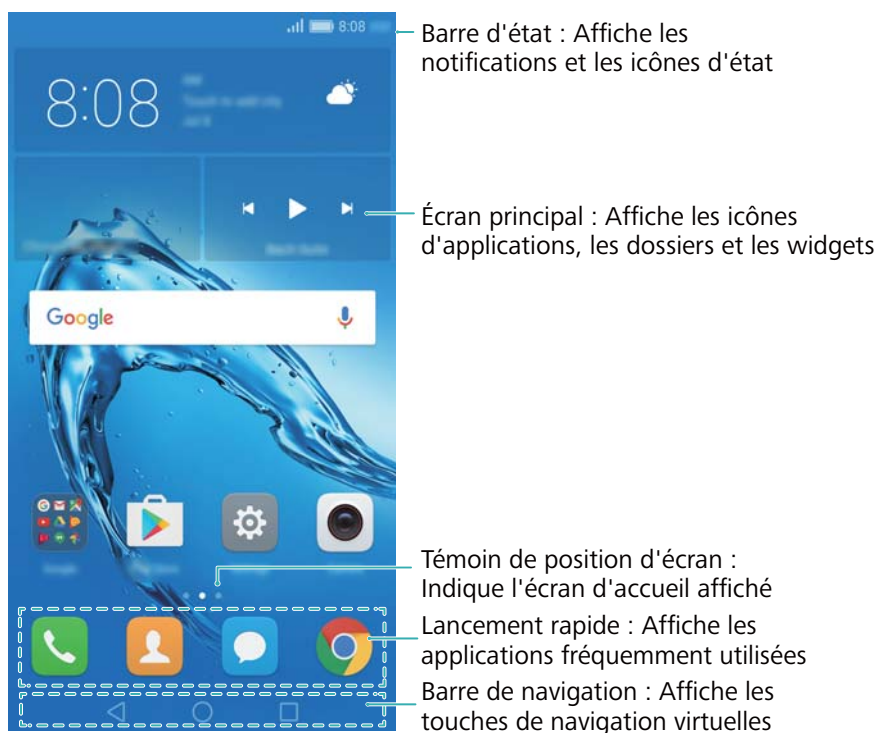 8:08
Barre d'état : Affiche les
notifications et les icônes d'état
8:08
Écran principal : Affiche les icônes
d'applications, les dossiers et les widgets
Google
Témoin de position d'écran :
Indique l'écran d'accueil affiché
Lancement rapide : Affiche les
applications fréquemment utilisées
Barre de navigation : Affiche les
touches de navigation virtuelles